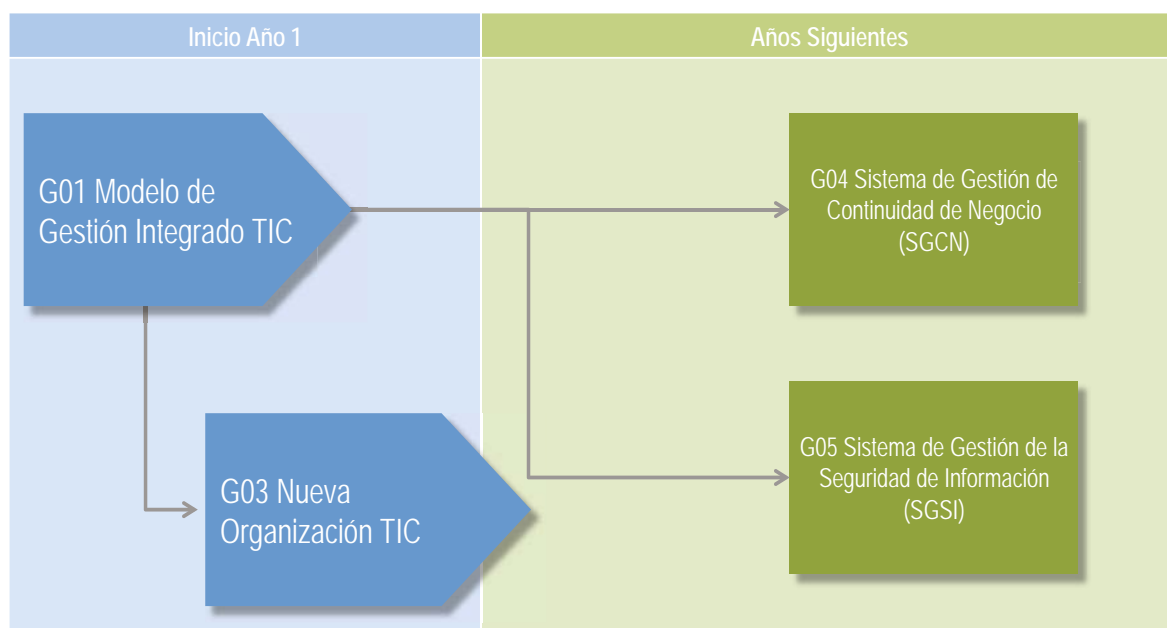 Inicio Año 1
Años Siguientes
G01 Modelo de
Gestión Integrado TIC
G04 Sistema de Gestión de
Continuidad de Negocio
(SGCN)
G03 Nueva
Organización TIC
G05 Sistema de Gestión de la
Seguridad de Información
(SGSI)